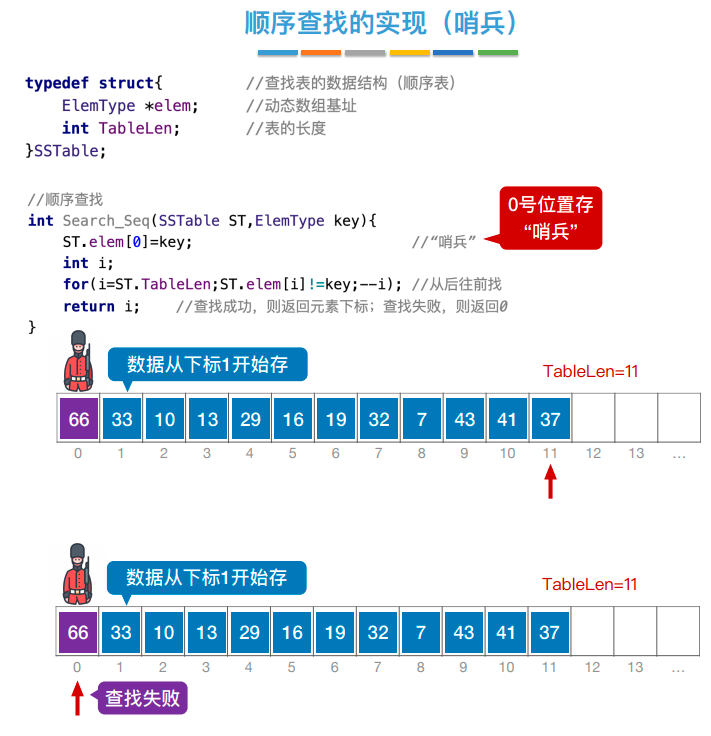 顺序查找的实现（哨兵）
typedef struct{ //查找表的数据结构（顺序表）
ElemType *elem; //动态数组基址
int TableLen; //表的长度
}SSTable;
//顺序查找
int Search_Seq(SSTable ST,ElemType key){
ST.elem[0]=key; //“哨兵”
int i;
for(i=ST.TableLen;ST.elem[i]!=key;--i); //从后往前找
return i; //查找成功，则返回元素下标；查找失败，则返回0
}
0号位置存
“哨兵”
数据从下标1开始存
TableLen=11
66 33 10 13 29 16 19 32 7 43 41 37
0 1 2 3 4 5 6 7 8 9 10 11 12 13 …
数据从下标1开始存
TableLen=11
66 33 10 13 29 16 19 32 7 43 41 37
0 1 2 3 4 5 6 7 8 9 10 11 12 13 …
查找失败